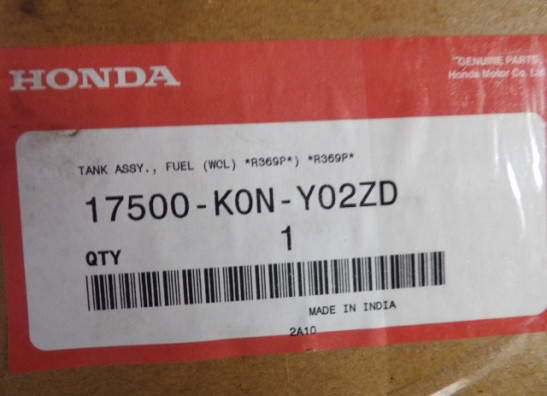 HONDA
GENUINE PARTS
Honda Motor Co. Ltd.
TANK ASSY., FUEL (WCL) *R369P*) *R369P*
17500-K0N-Y02ZD
QTY 1
MADE IN INDIA
2A10